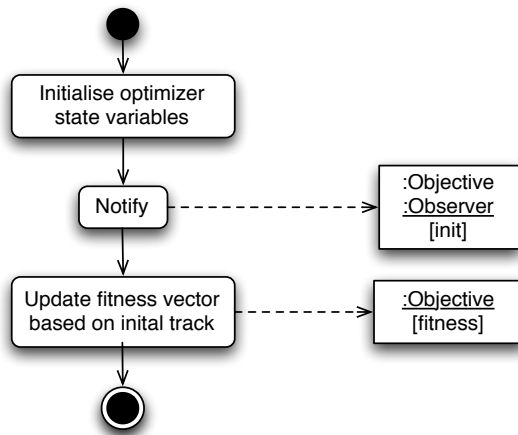 Initialise optimizer
state variables
Notify
:Objective
:Observer
[init]
Update fitness vector
based on inital track
:Objective
[fitness]